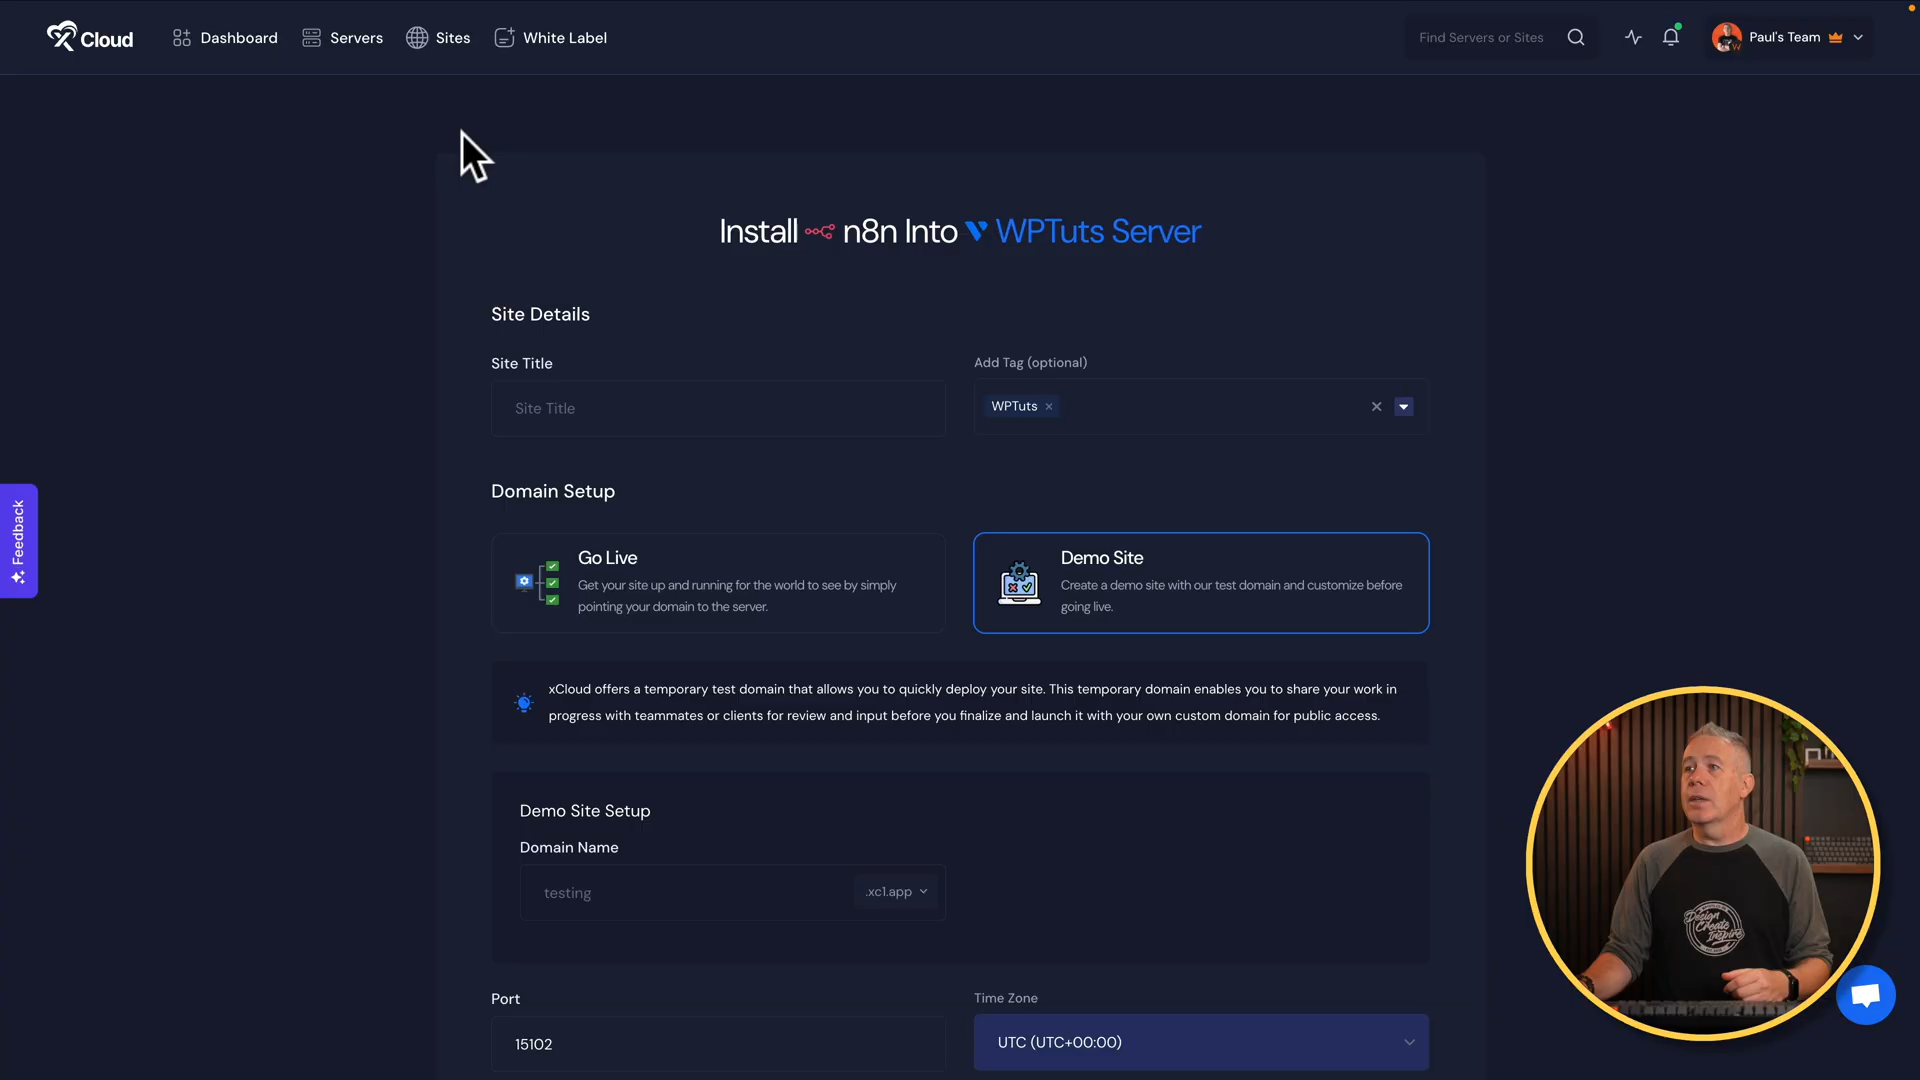 Cloud
Dashboard
Servers
Sites
White Label
Find Servers or Sites
Paul's Team
Install n8n Into WPTuts Server
Site Details
Site Title
Add Tag (optional)
Site Title
WPTuts ×
Domain Setup
Go Live
Get your site up and running for the world to see by simply
pointing your domain to the server.
Demo Site
Create a demo site with our test domain and customize before
going live.
Feedback
xCloud offers a temporary test domain that allows you to quickly deploy your site. This temporary domain enables you to share your work in
progress with teammates or clients for review and input before you finalize and launch it with your own custom domain for public access.
Demo Site Setup
Domain Name
testing
.xc1.app
Port
Time Zone
15102
UTC (UTC+00:00)
Design
Create
Inspire